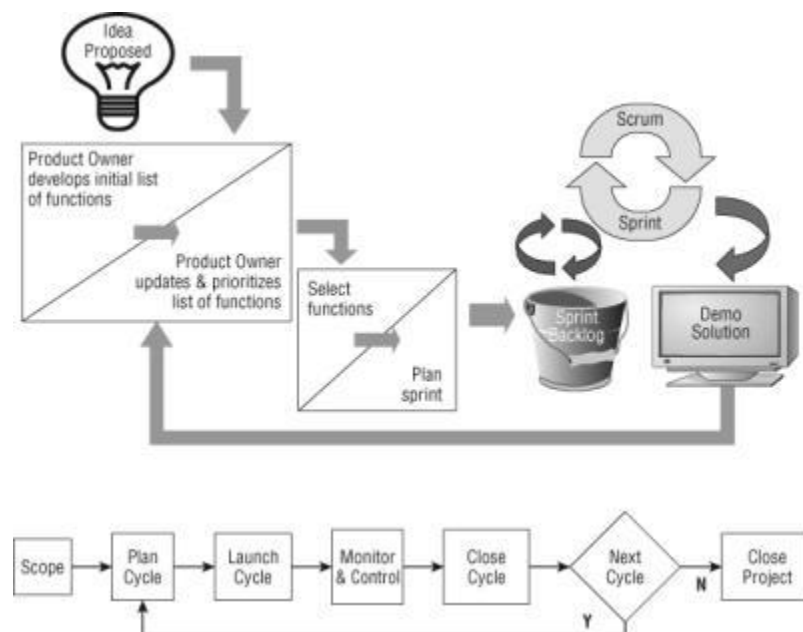 Idea
Proposed
Product Owner
develops initial list
of functions
Product Owner
updates & prioritizes
list of functions
Select
functions
Plan
sprint
Sprint
Backlog
Scrum
Sprint
Demo
Solution
Scope
Plan
Cycle
Launch
Cycle
Monitor
& Control
Close
Cycle
Next
Cycle
N
Close
Project
Y